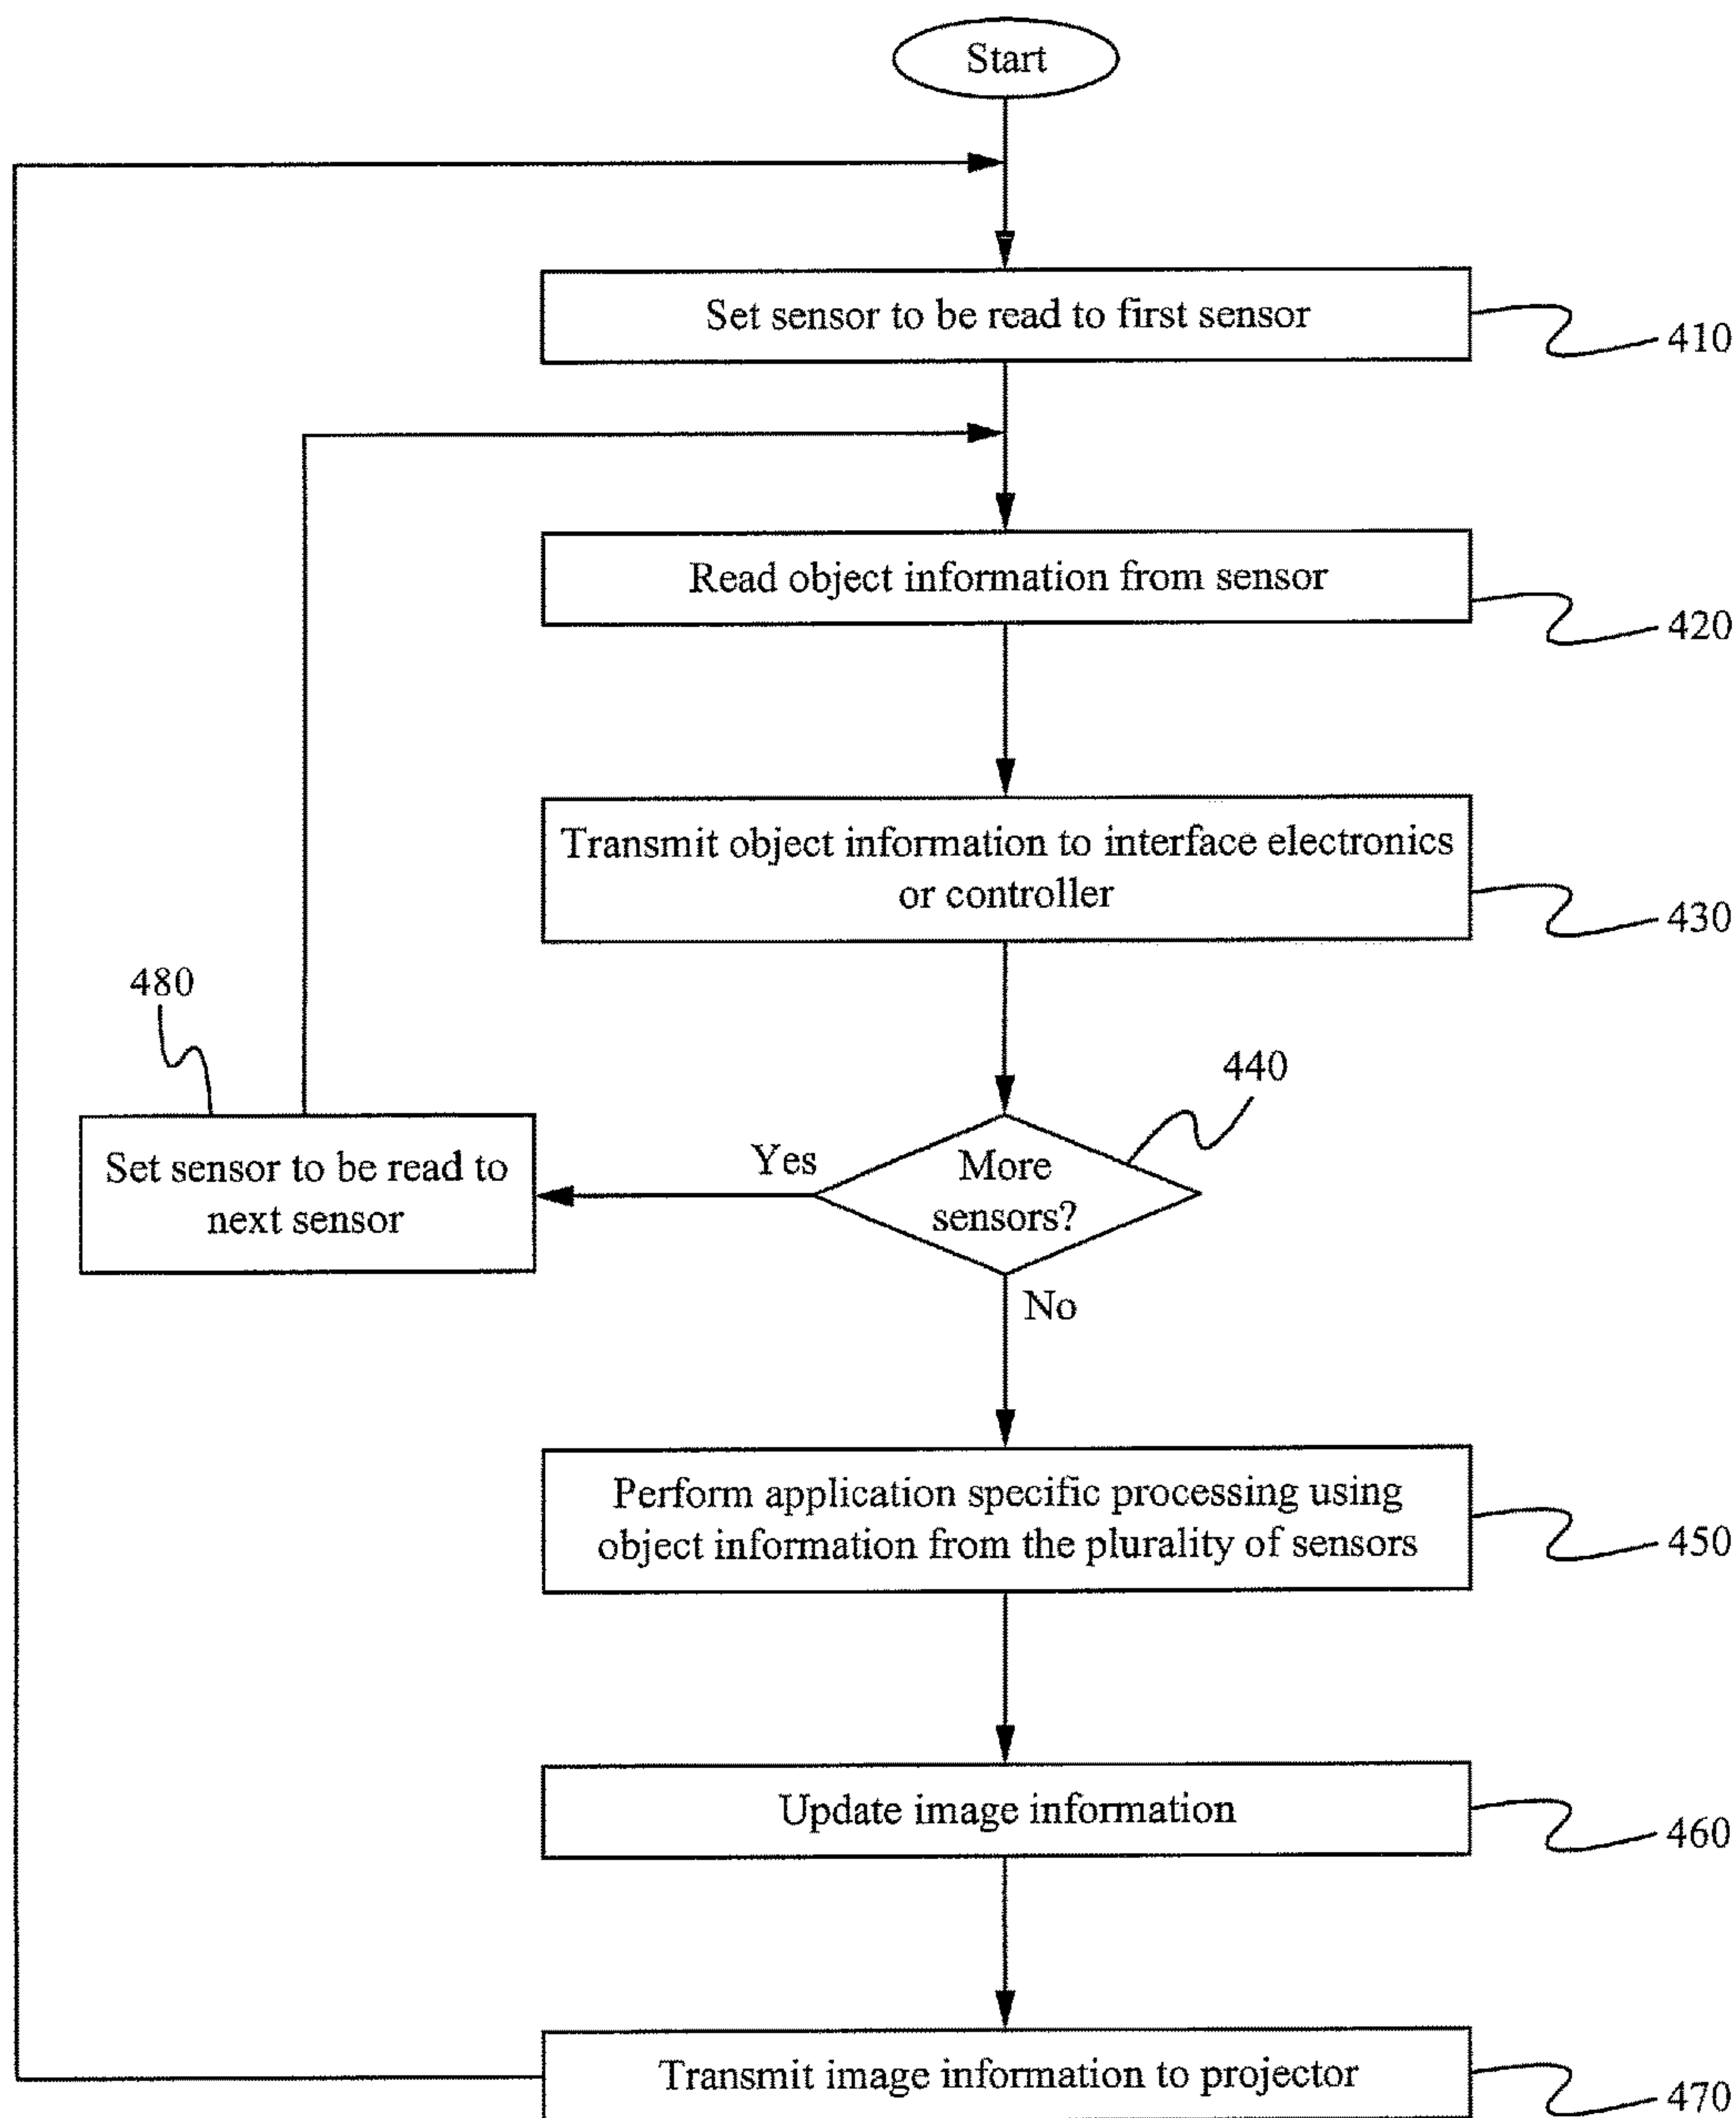 Start
Set sensor to be read to first sensor
410
Read object information from sensor
420
Transmit object information to interface electronics
or controller
430
480
440
Set sensor to be read to
next sensor
Yes
More
sensors?
No
Perform application specific processing using
object information from the plurality of sensors
450
Update image information
460
Transmit image information to projector
470